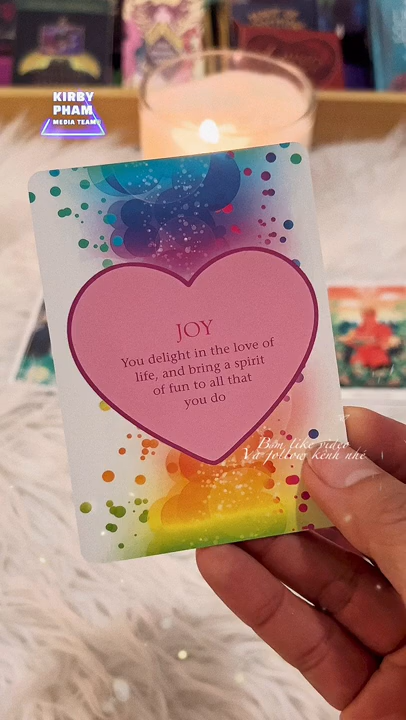 KIRBY
PHAM
MEDIA TEAM
JOY
You delight in the love of
life, and bring a spirit
of fun to all that
you do
Bấm like video
Và follow kênh nhé